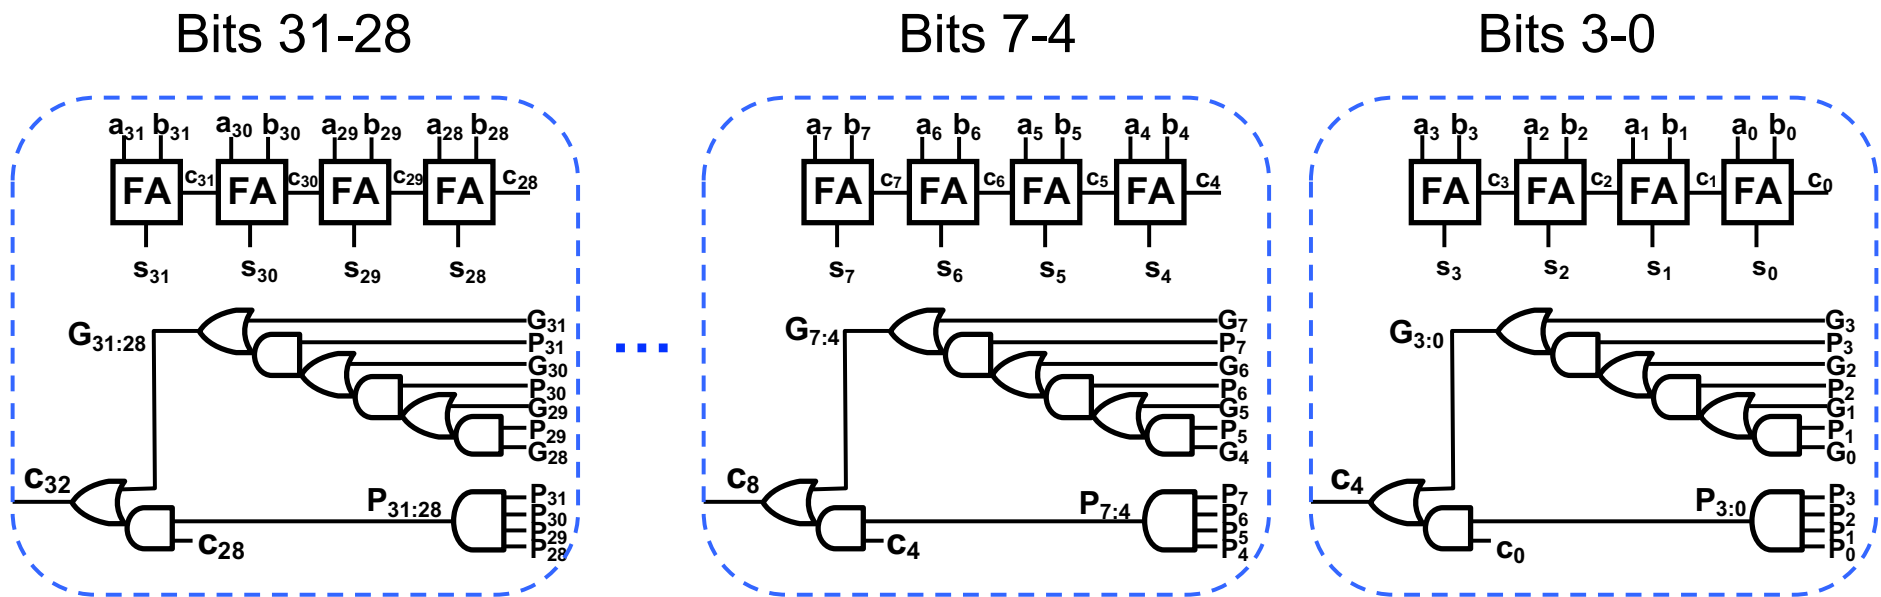 Bits 31-28
Bits 7-4
Bits 3-0
a31 b31 a30 b30 a29 b29 a28 b28
FA c31 FA c30 FA c29 FA c28
s31 s30 s29 s28
G31:28
G31
P31
G30
P30
G29
P29
G28
c32
P31:28
c28
P31
P30
P29
P28
...
a7 b7 a6 b6 a5 b5 a4 b4
FA c7 FA c6 FA c5 FA c4
s7 s6 s5 s4
G7:4
G7
P7
G6
P6
G5
P5
G4
c8
P7:4
c4
P7
P6
P5
P4
a3 b3 a2 b2 a1 b1 a0 b0
FA c3 FA c2 FA c1 FA c0
s3 s2 s1 s0
G3:0
G3
P3
G2
P2
G1
P1
G0
c4
P3:0
c0
P3
P2
P1
P0